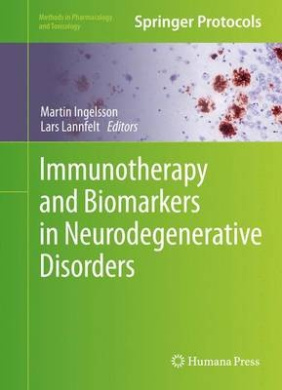 Methods in Pharmacology
and Toxicology
Springer Protocols
Martin Ingelsson
Lars Lannfelt Editors
Immunotherapy
and Biomarkers
in Neurodegenerative
Disorders
Humana Press